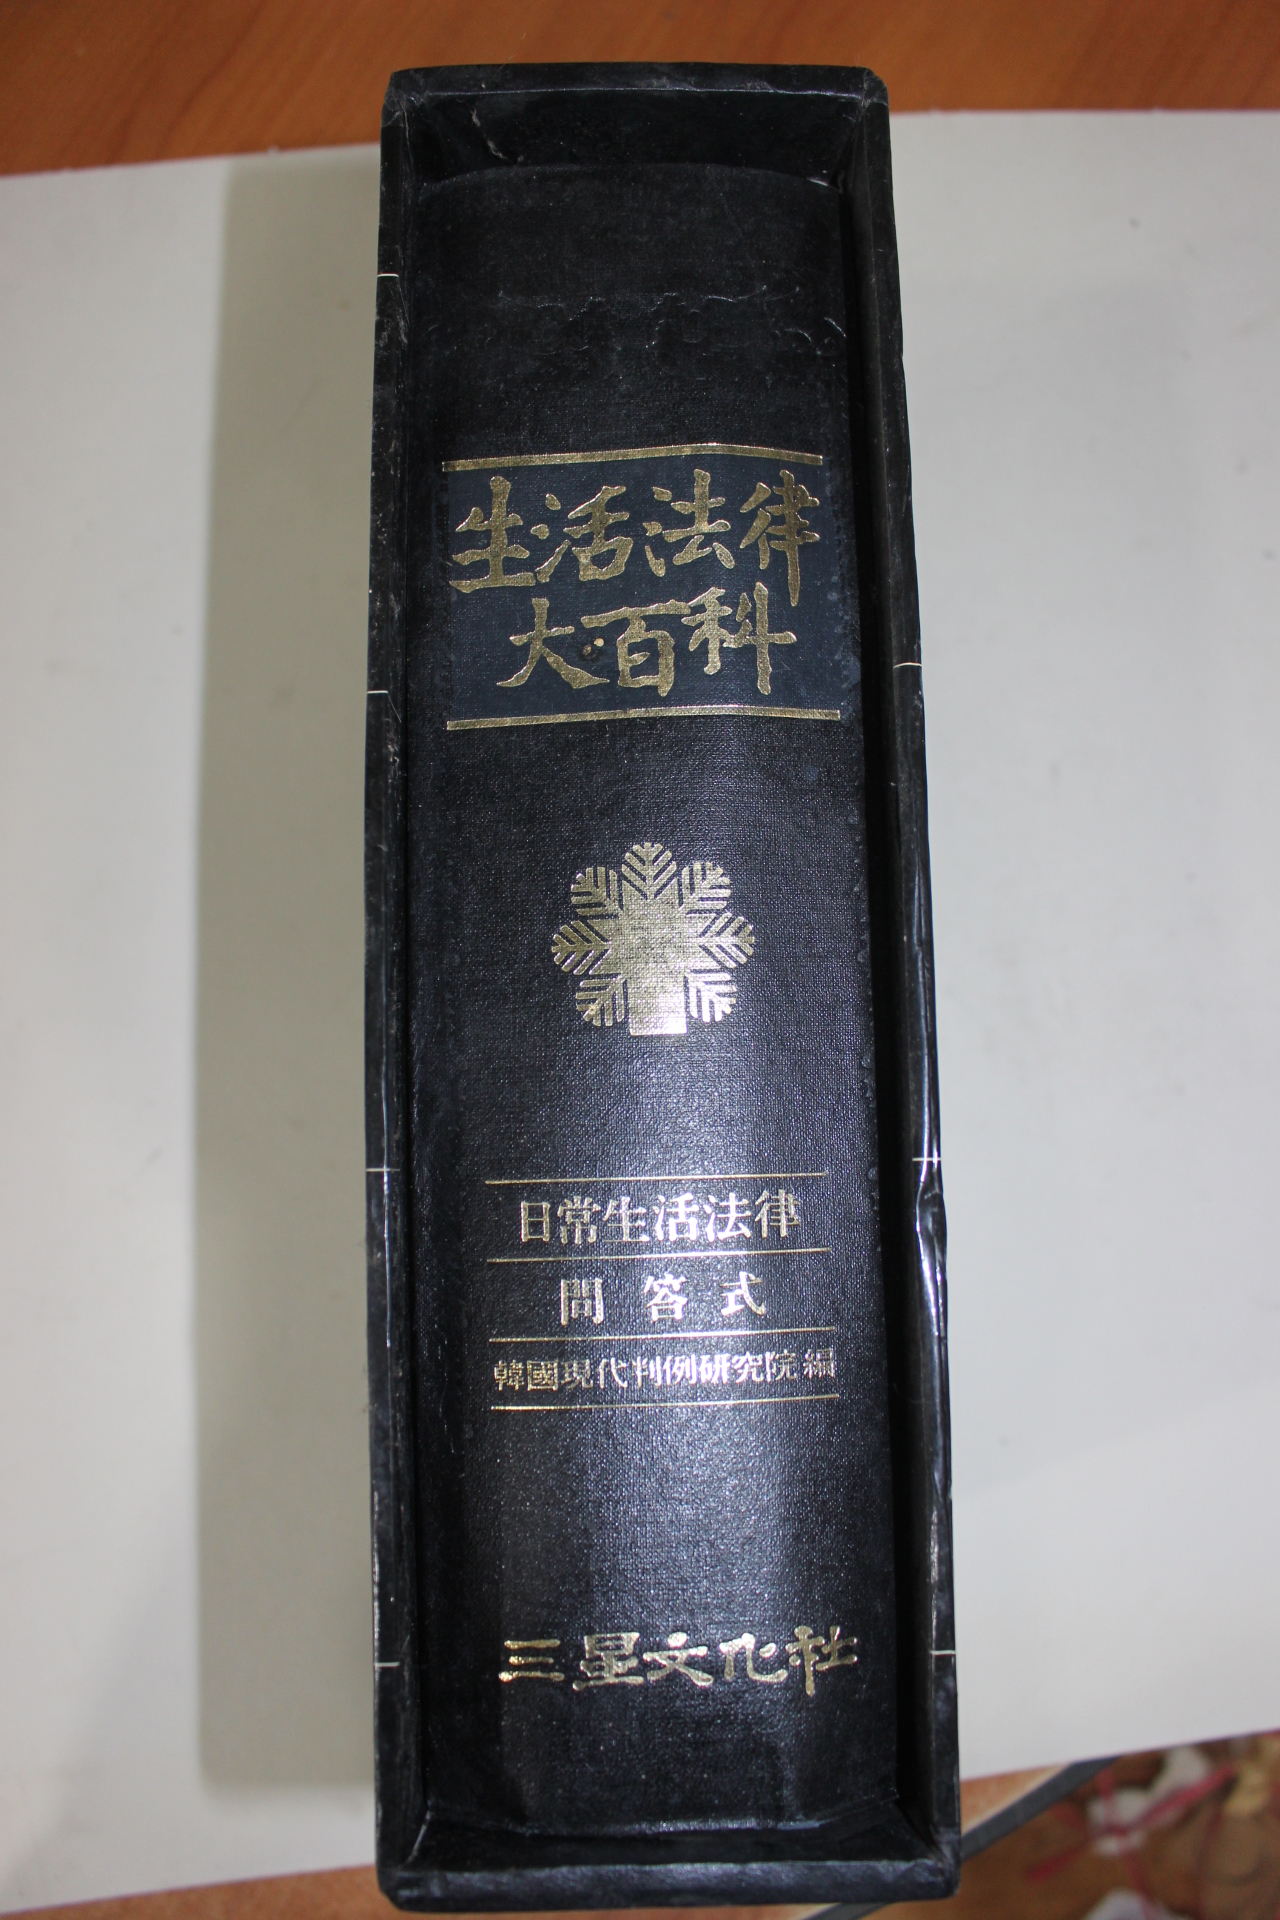 生活法律
大百科
日常生活法律
問答式
韓國現代判例研究院 編
三星文化社